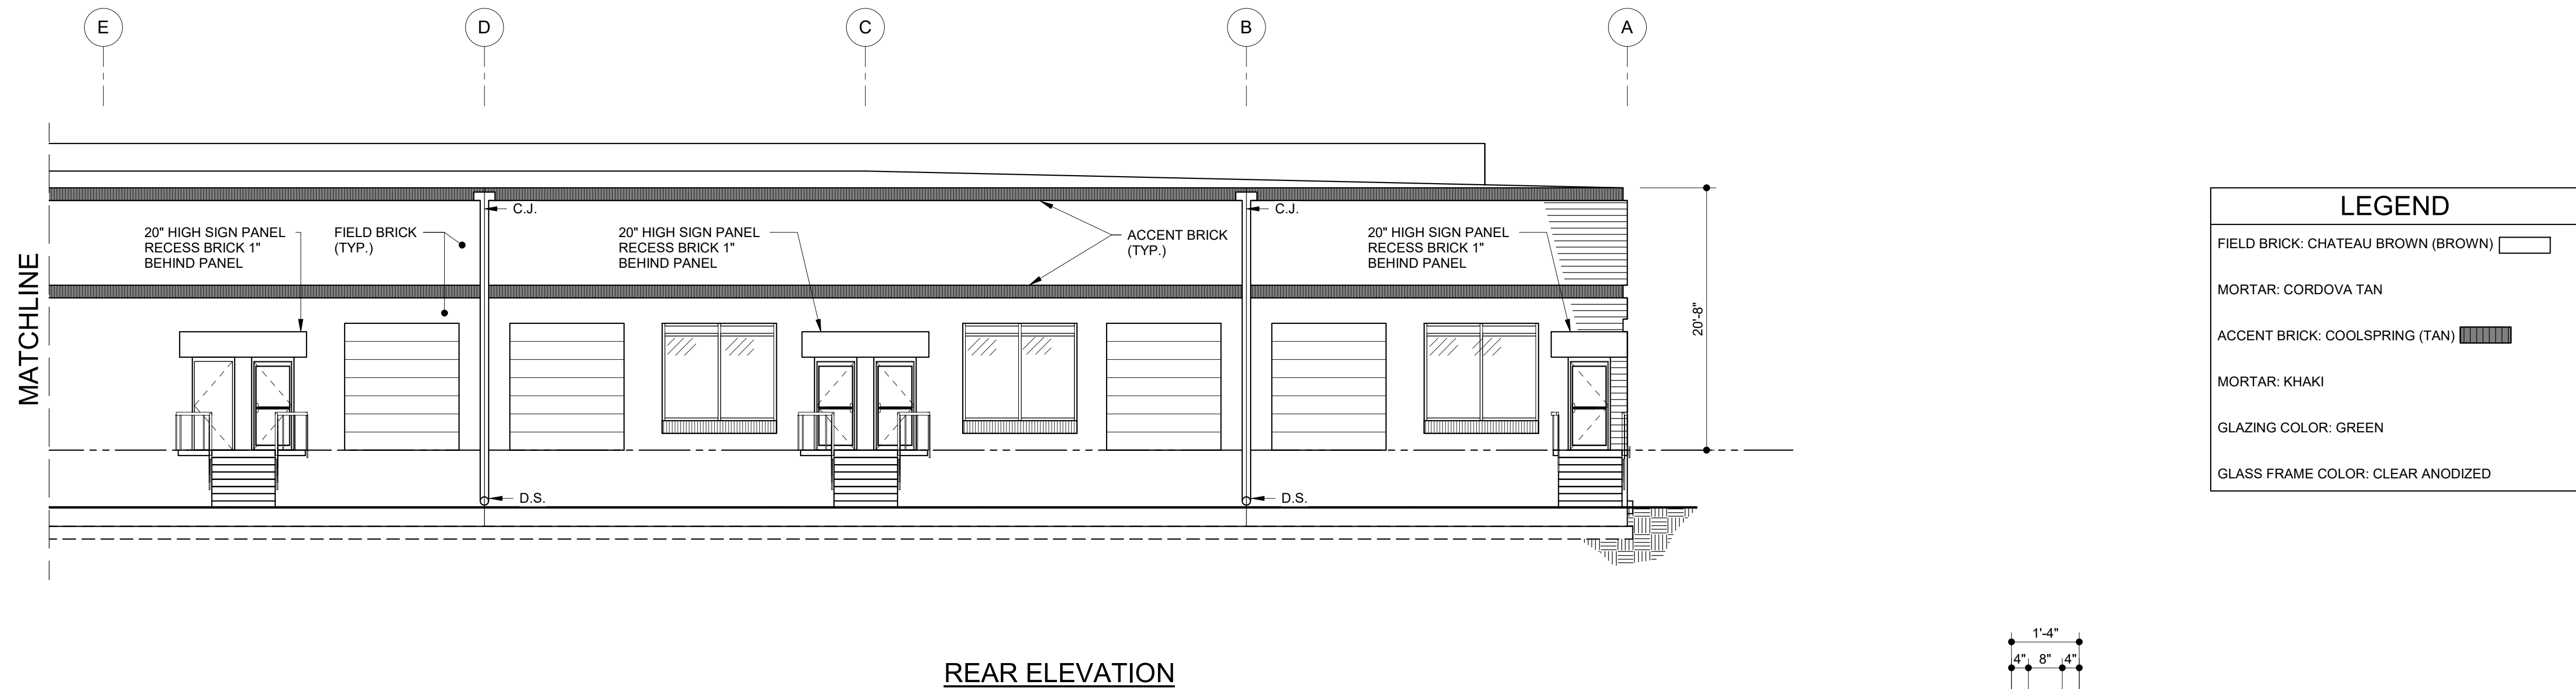 E
D
C
B
A
MATCHLINE
C.J.
C.J.
20" HIGH SIGN PANEL
RECESS BRICK 1"
BEHIND PANEL
FIELD BRICK
(TYP.)
20" HIGH SIGN PANEL
RECESS BRICK 1"
BEHIND PANEL
ACCENT BRICK
(TYP.)
20" HIGH SIGN PANEL
RECESS BRICK 1"
BEHIND PANEL
20'-8"
D.S.
D.S.
REAR ELEVATION
LEGEND
FIELD BRICK: CHATEAU BROWN (BROWN)
MORTAR: CORDOVA TAN
ACCENT BRICK: COOLSPRING (TAN)
MORTAR: KHAKI
GLAZING COLOR: GREEN
GLASS FRAME COLOR: CLEAR ANODIZED
1'-4"
4" 8" 4"